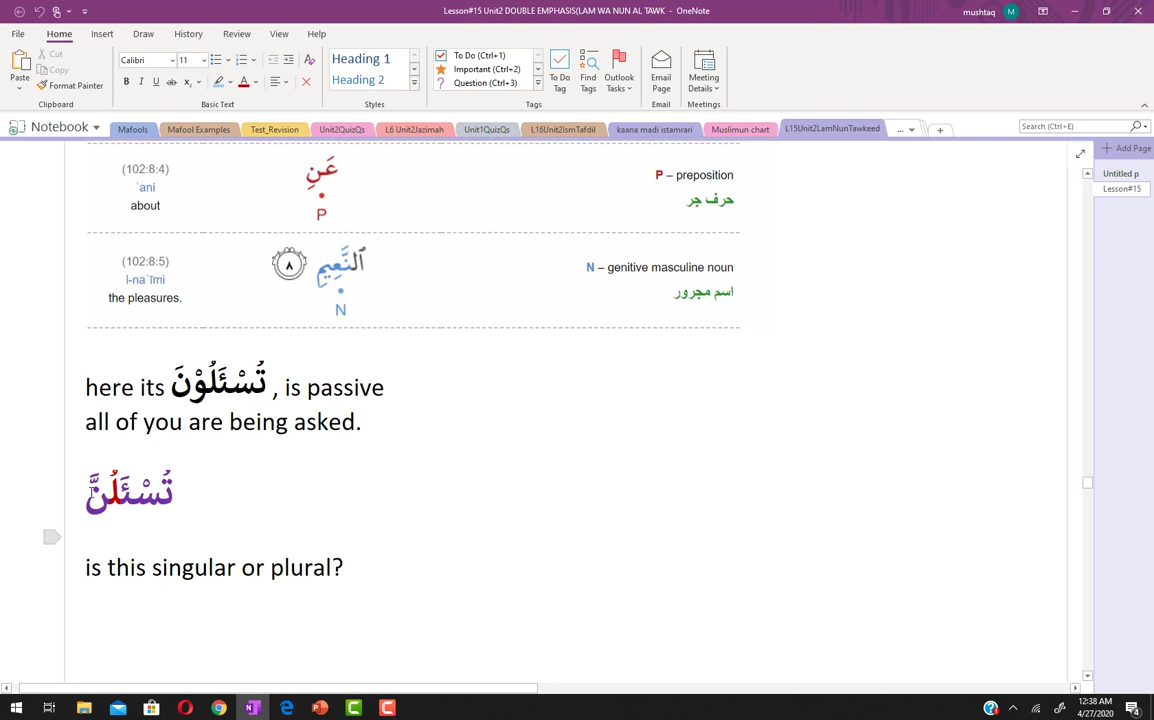 Lesson#15 Unit2 DOUBLE EMPHASIS(LAM WA NUN AL TAWK - OneNote
mushtaq M
File Home Insert Draw History Review View Help
Paste
Cut
Copy
Format Painter
Clipboard
Calibri 11
B I U
Basic Text
Heading 1
Heading 2
Styles
To Do (Ctrl+1)
Important (Ctrl+2)
Question (Ctrl+3)
Tags
To Do Tag
Find Tags
Outlook Tasks
Email Page
Email
Meeting Details
Meetings
Notebook
Mafools Mafool Examples Test_Revision Unit2QuizQs L6 Unit2Jazimah Unit1QuizQs L16Unit2IsmTafdil kaana madi istamrari Muslimun chart L15Unit2LamNunTawkeed ...
Search (Ctrl+E)
Add Page
Untitled p
Lesson#15
(102:8:4)
ʿani
about
عَنِ
P
P – preposition
حرف جر
(102:8:5)
l-naʿīmi
the pleasures.
ٱلنَّعِيمِ ٨
N
N – genitive masculine noun
اسم مجرور
here its تُسْئَلُوْنَ , is passive
all of you are being asked.
تُسْئَلُنَّ
is this singular or plural?
12:38 AM
4/27/2020
4